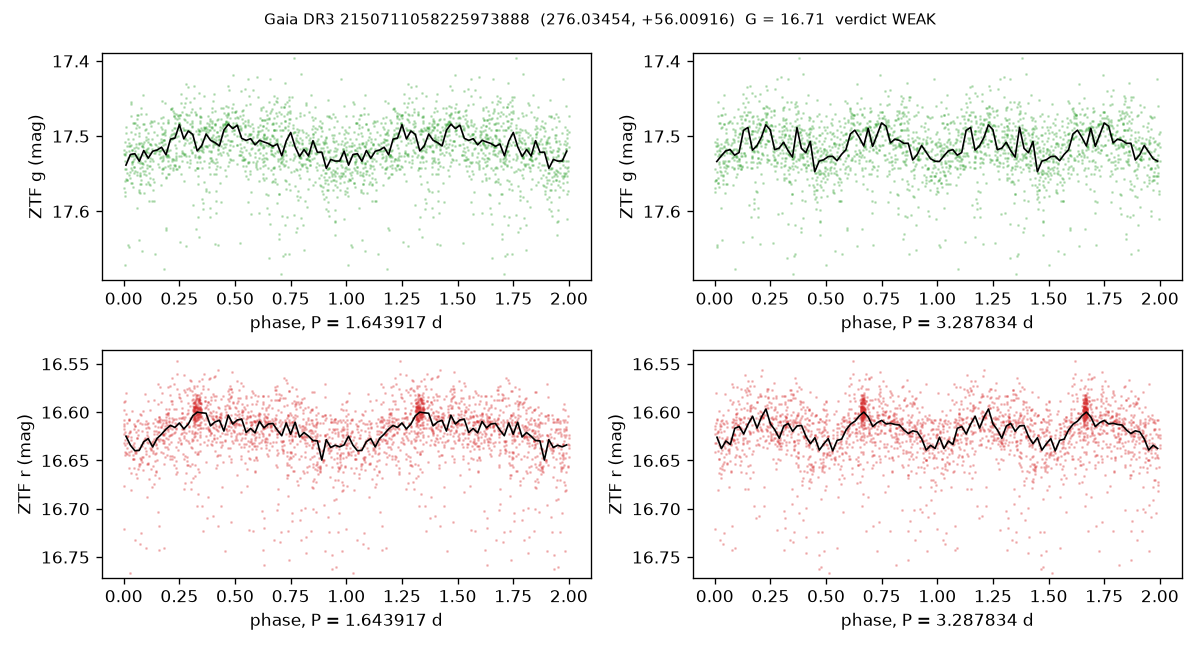 Gaia DR3 2150711058225973888 (276.03454, +56.00916) G = 16.71 verdict WEAK
ZTF g (mag)
17.4
17.5
17.6
0.00 0.25 0.50 0.75 1.00 1.25 1.50 1.75 2.00
phase, P = 1.643917 d
ZTF g (mag)
17.4
17.5
17.6
0.00 0.25 0.50 0.75 1.00 1.25 1.50 1.75 2.00
phase, P = 3.287834 d
ZTF r (mag)
16.55
16.60
16.65
16.70
16.75
0.00 0.25 0.50 0.75 1.00 1.25 1.50 1.75 2.00
phase, P = 1.643917 d
ZTF r (mag)
16.55
16.60
16.65
16.70
16.75
0.00 0.25 0.50 0.75 1.00 1.25 1.50 1.75 2.00
phase, P = 3.287834 d